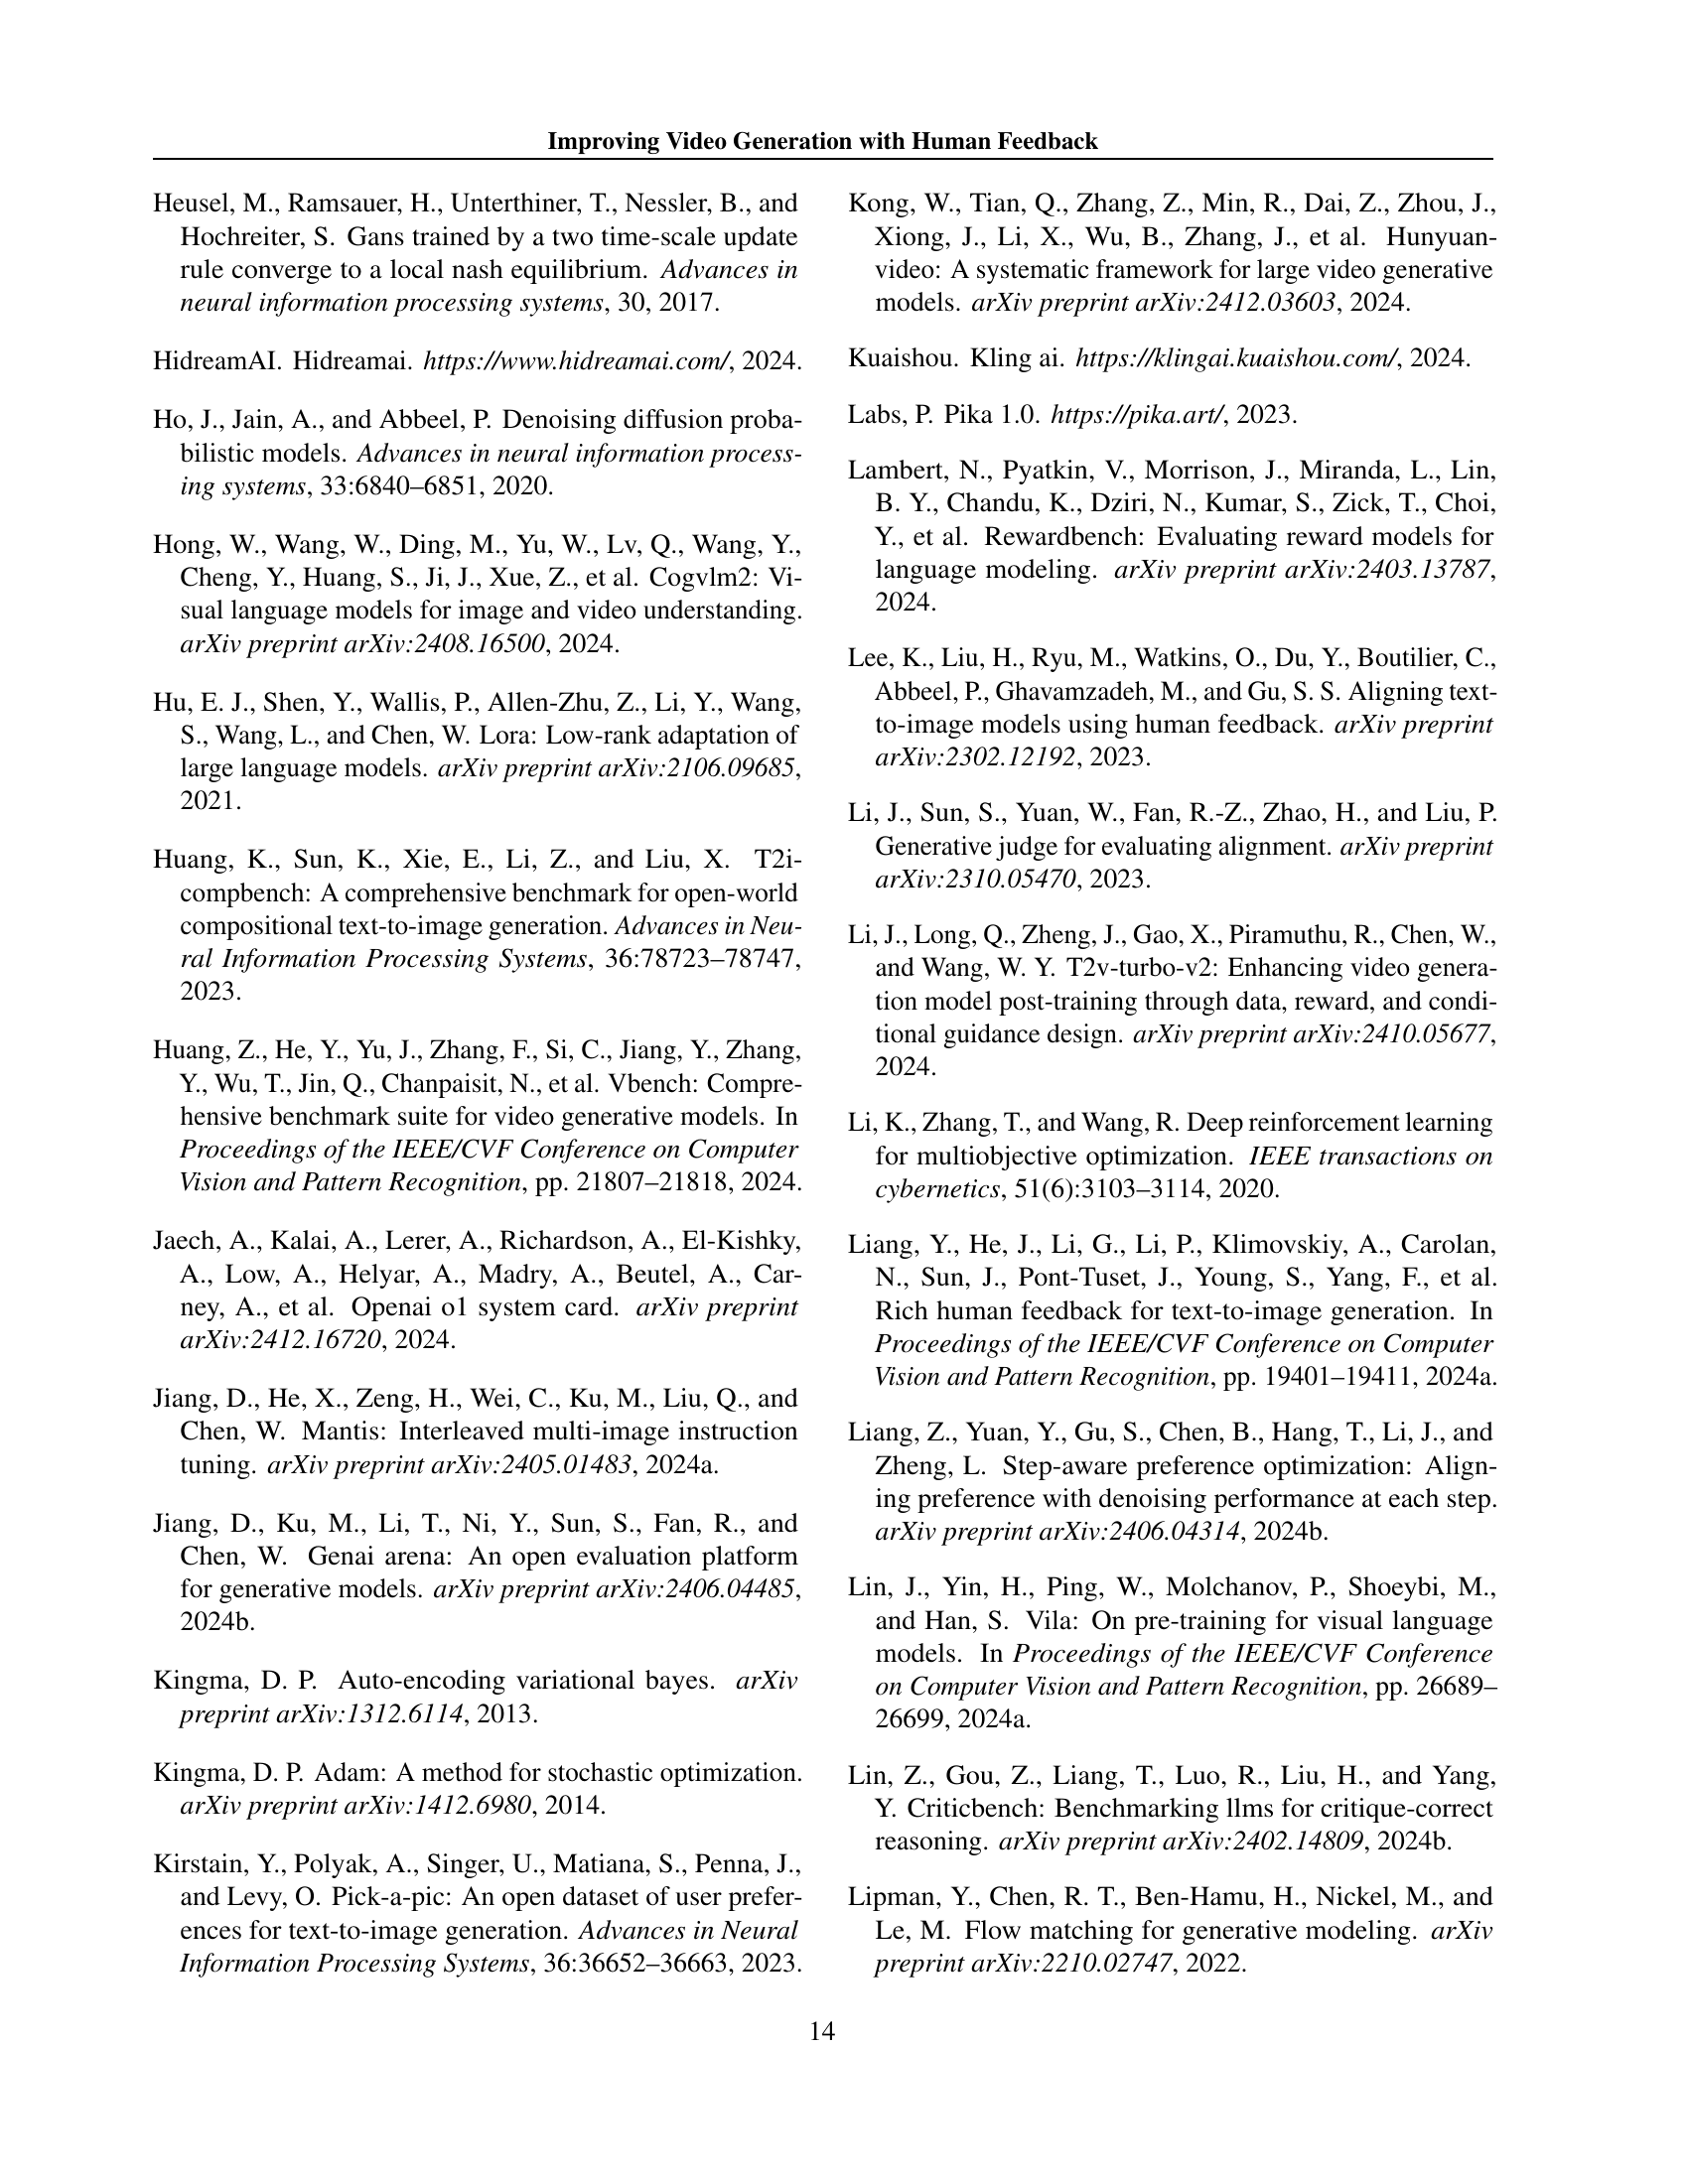 Improving Video Generation with Human Feedback
Heusel, M., Ramsauer, H., Unterthiner, T., Nessler, B., and
Hochreiter, S. Gans trained by a two time-scale update
rule converge to a local nash equilibrium. Advances in
neural information processing systems, 30, 2017.
HidreamAI. Hidreamai. https://www.hidreamai.com/, 2024.
Ho, J., Jain, A., and Abbeel, P. Denoising diffusion proba-
bilistic models. Advances in neural information process-
ing systems, 33:6840–6851, 2020.
Hong, W., Wang, W., Ding, M., Yu, W., Lv, Q., Wang, Y.,
Cheng, Y., Huang, S., Ji, J., Xue, Z., et al. Cogvlm2: Vi-
sual language models for image and video understanding.
arXiv preprint arXiv:2408.16500, 2024.
Hu, E. J., Shen, Y., Wallis, P., Allen-Zhu, Z., Li, Y., Wang,
S., Wang, L., and Chen, W. Lora: Low-rank adaptation of
large language models. arXiv preprint arXiv:2106.09685,
2021.
Huang, K., Sun, K., Xie, E., Li, Z., and Liu, X. T2i-
compbench: A comprehensive benchmark for open-world
compositional text-to-image generation. Advances in Neu-
ral Information Processing Systems, 36:78723–78747,
2023.
Huang, Z., He, Y., Yu, J., Zhang, F., Si, C., Jiang, Y., Zhang,
Y., Wu, T., Jin, Q., Chanpaisit, N., et al. Vbench: Compre-
hensive benchmark suite for video generative models. In
Proceedings of the IEEE/CVF Conference on Computer
Vision and Pattern Recognition, pp. 21807–21818, 2024.
Jaech, A., Kalai, A., Lerer, A., Richardson, A., El-Kishky,
A., Low, A., Helyar, A., Madry, A., Beutel, A., Car-
ney, A., et al. Openai o1 system card. arXiv preprint
arXiv:2412.16720, 2024.
Jiang, D., He, X., Zeng, H., Wei, C., Ku, M., Liu, Q., and
Chen, W. Mantis: Interleaved multi-image instruction
tuning. arXiv preprint arXiv:2405.01483, 2024a.
Jiang, D., Ku, M., Li, T., Ni, Y., Sun, S., Fan, R., and
Chen, W. Genai arena: An open evaluation platform
for generative models. arXiv preprint arXiv:2406.04485,
2024b.
Kingma, D. P. Auto-encoding variational bayes. arXiv
preprint arXiv:1312.6114, 2013.
Kingma, D. P. Adam: A method for stochastic optimization.
arXiv preprint arXiv:1412.6980, 2014.
Kirstain, Y., Polyak, A., Singer, U., Matiana, S., Penna, J.,
and Levy, O. Pick-a-pic: An open dataset of user prefer-
ences for text-to-image generation. Advances in Neural
Information Processing Systems, 36:36652–36663, 2023.
Kong, W., Tian, Q., Zhang, Z., Min, R., Dai, Z., Zhou, J.,
Xiong, J., Li, X., Wu, B., Zhang, J., et al. Hunyuan-
video: A systematic framework for large video generative
models. arXiv preprint arXiv:2412.03603, 2024.
Kuaishou. Kling ai. https://klingai.kuaishou.com/, 2024.
Labs, P. Pika 1.0. https://pika.art/, 2023.
Lambert, N., Pyatkin, V., Morrison, J., Miranda, L., Lin,
B. Y., Chandu, K., Dziri, N., Kumar, S., Zick, T., Choi,
Y., et al. Rewardbench: Evaluating reward models for
language modeling. arXiv preprint arXiv:2403.13787,
2024.
Lee, K., Liu, H., Ryu, M., Watkins, O., Du, Y., Boutilier, C.,
Abbeel, P., Ghavamzadeh, M., and Gu, S. S. Aligning text-
to-image models using human feedback. arXiv preprint
arXiv:2302.12192, 2023.
Li, J., Sun, S., Yuan, W., Fan, R.-Z., Zhao, H., and Liu, P.
Generative judge for evaluating alignment. arXiv preprint
arXiv:2310.05470, 2023.
Li, J., Long, Q., Zheng, J., Gao, X., Piramuthu, R., Chen, W.,
and Wang, W. Y. T2v-turbo-v2: Enhancing video genera-
tion model post-training through data, reward, and condi-
tional guidance design. arXiv preprint arXiv:2410.05677,
2024.
Li, K., Zhang, T., and Wang, R. Deep reinforcement learning
for multiobjective optimization. IEEE transactions on
cybernetics, 51(6):3103–3114, 2020.
Liang, Y., He, J., Li, G., Li, P., Klimovskiy, A., Carolan,
N., Sun, J., Pont-Tuset, J., Young, S., Yang, F., et al.
Rich human feedback for text-to-image generation. In
Proceedings of the IEEE/CVF Conference on Computer
Vision and Pattern Recognition, pp. 19401–19411, 2024a.
Liang, Z., Yuan, Y., Gu, S., Chen, B., Hang, T., Li, J., and
Zheng, L. Step-aware preference optimization: Align-
ing preference with denoising performance at each step.
arXiv preprint arXiv:2406.04314, 2024b.
Lin, J., Yin, H., Ping, W., Molchanov, P., Shoeybi, M.,
and Han, S. Vila: On pre-training for visual language
models. In Proceedings of the IEEE/CVF Conference
on Computer Vision and Pattern Recognition, pp. 26689–
26699, 2024a.
Lin, Z., Gou, Z., Liang, T., Luo, R., Liu, H., and Yang,
Y. Criticbench: Benchmarking llms for critique-correct
reasoning. arXiv preprint arXiv:2402.14809, 2024b.
Lipman, Y., Chen, R. T., Ben-Hamu, H., Nickel, M., and
Le, M. Flow matching for generative modeling. arXiv
preprint arXiv:2210.02747, 2022.
14